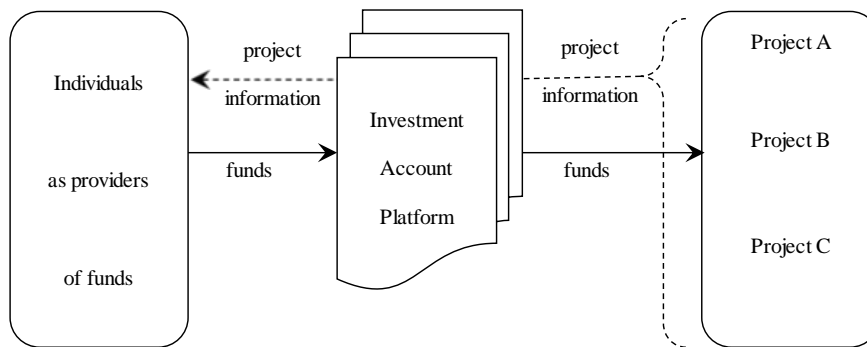 Individuals
as providers
of funds
project
information
funds
Investment
Account
Platform
project
information
funds
Project A
Project B
Project C